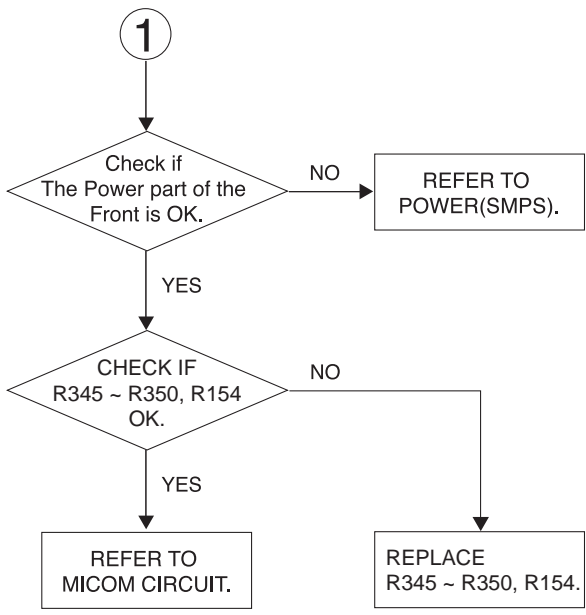 1
Check if
The Power part of the
Front is OK.
NO
REFER TO
POWER(SMPS).
YES
CHECK IF
R345 ~ R350, R154
OK.
NO
YES
REFER TO
MICOM CIRCUIT.
REPLACE
R345 ~ R350, R154.